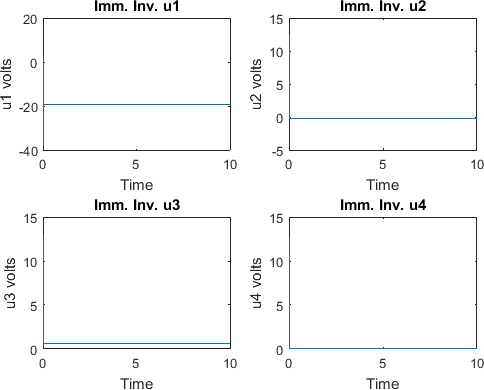 Imm. Inv. u1
20
0
-20
-40
u1 volts
0 5 10
Time
Imm. Inv. u2
15
10
5
0
-5
u2 volts
0 5 10
Time
Imm. Inv. u3
15
10
5
0
u3 volts
0 5 10
Time
Imm. Inv. u4
15
10
5
0
u4 volts
0 5 10
Time